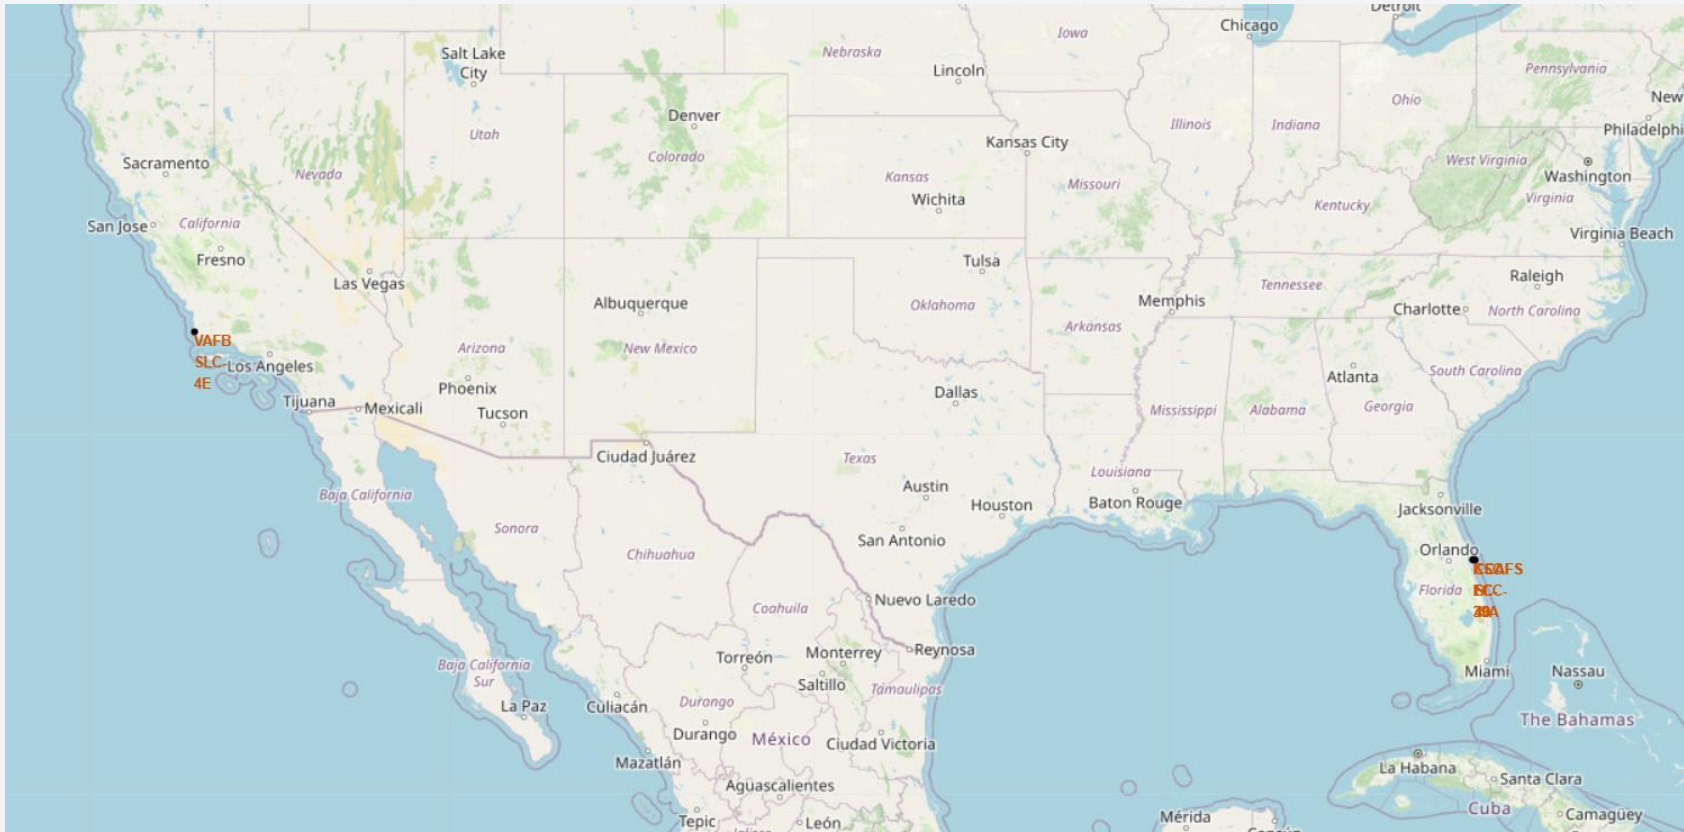 Detroit
Chicago
Iowa
Nebraska
Salt Lake
City
Lincoln
Pennsylvania
New
Ohio
Denver
Utah
Illinois
Indiana
Philadelphi
Kansas City
Colorado
Sacramento
Nevada
Kansas
Missouri
West Virginia
Washington
Wichita
Kentucky
Virginia
California
San Jose
Virginia Beach
Fresno
Tulsa
Las Vegas
Raleigh
Tennessee
Albuquerque
Oklahoma
Memphis
Charlotte
North Carolina
Arkansas
VAFB
SLC-
4E
Arizona
New Mexico
Los Angeles
South Carolina
Atlanta
Phoenix
Dallas
Tijuana
Mexicali
Tucson
Mississippi
Alabama
Georgia
Ciudad Juárez
Texas
Louisiana
Baja California
Austin
Houston
Baton Rouge
Jacksonville
Sonora
San Antonio
Chihuahua
Orlando
Florida
Nuevo Laredo
Coahuila
Reynosa
Monterrey
Torreón
Baja California
Sur
Saltillo
Tamaulipas
Miami
Nassau
La Paz
Culiacán
Durango
Durango
México
Ciudad Victoria
The Bahamas
Mazatlán
La Habana
Santa Clara
Aguascalientes
Cuba
Camagüey
Tepic
León
Mérida